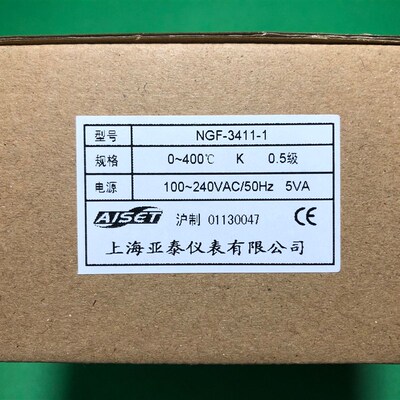 型号 NGF-3411-1
规格 0~400℃ K 0.5级
电源 100~240VAC/50Hz 5VA
AISET 沪制 01130047 CE
上海亚泰仪表有限公司